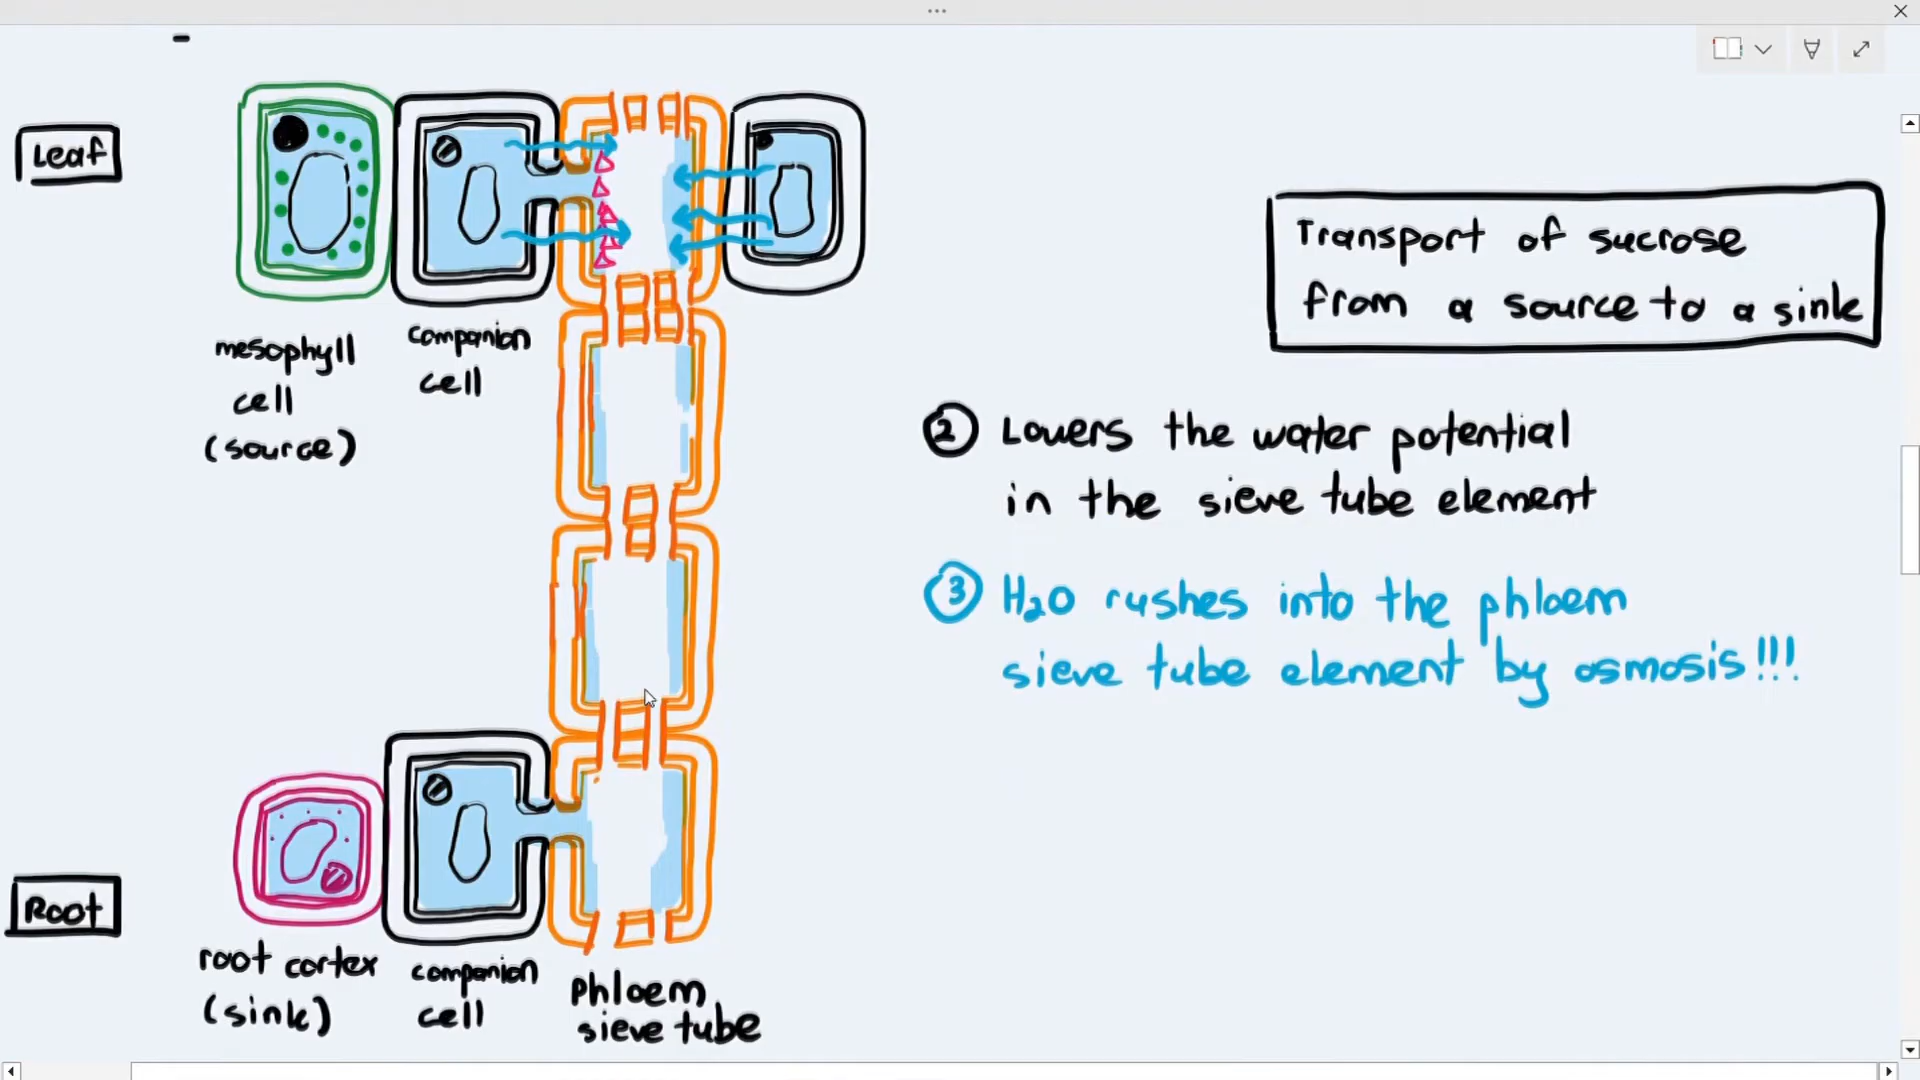 Leaf
mesophyll
cell
(source)
companion
cell
Transport of sucrose
from a source to a sink
② Lowers the water potential
in the sieve tube element
③ H₂O rushes into the phloem
sieve tube element by osmosis!!!
Root
root cortex
(sink)
companion
cell
Phloem
sieve tube